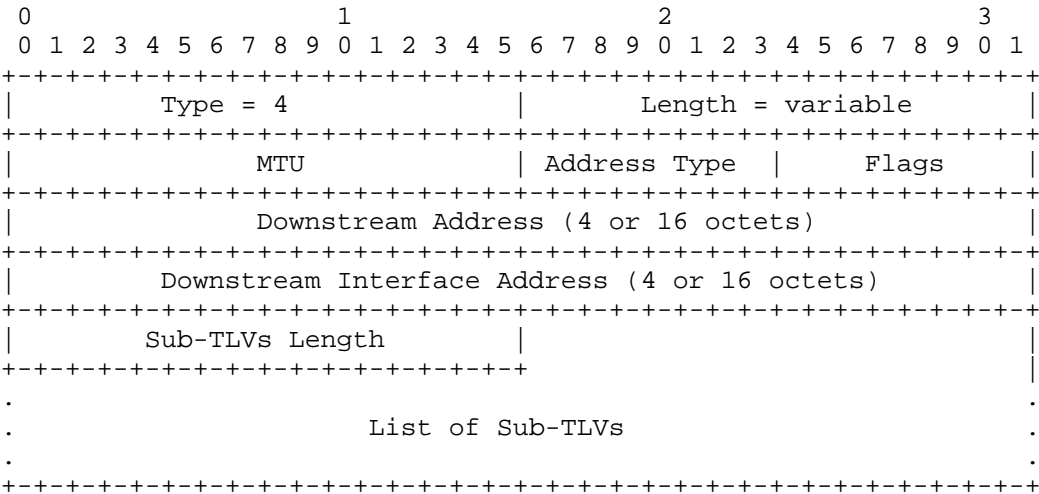 0                   1                   2                   3
 0 1 2 3 4 5 6 7 8 9 0 1 2 3 4 5 6 7 8 9 0 1 2 3 4 5 6 7 8 9 0 1
+-+-+-+-+-+-+-+-+-+-+-+-+-+-+-+-+-+-+-+-+-+-+-+-+-+-+-+-+-+-+-+-+
|         Type = 4              |       Length = variable       |
+-+-+-+-+-+-+-+-+-+-+-+-+-+-+-+-+-+-+-+-+-+-+-+-+-+-+-+-+-+-+-+-+
|               MTU             | Address Type  |     Flags     |
+-+-+-+-+-+-+-+-+-+-+-+-+-+-+-+-+-+-+-+-+-+-+-+-+-+-+-+-+-+-+-+-+
|               Downstream Address (4 or 16 octets)             |
+-+-+-+-+-+-+-+-+-+-+-+-+-+-+-+-+-+-+-+-+-+-+-+-+-+-+-+-+-+-+-+-+
|         Downstream Interface Address (4 or 16 octets)         |
+-+-+-+-+-+-+-+-+-+-+-+-+-+-+-+-+-+-+-+-+-+-+-+-+-+-+-+-+-+-+-+-+
|        Sub-TLVs Length        |                               |
+-+-+-+-+-+-+-+-+-+-+-+-+-+-+-+-+                               |
.                                                               .
.                      List of Sub-TLVs                         .
.                                                               .
+-+-+-+-+-+-+-+-+-+-+-+-+-+-+-+-+-+-+-+-+-+-+-+-+-+-+-+-+-+-+-+-+